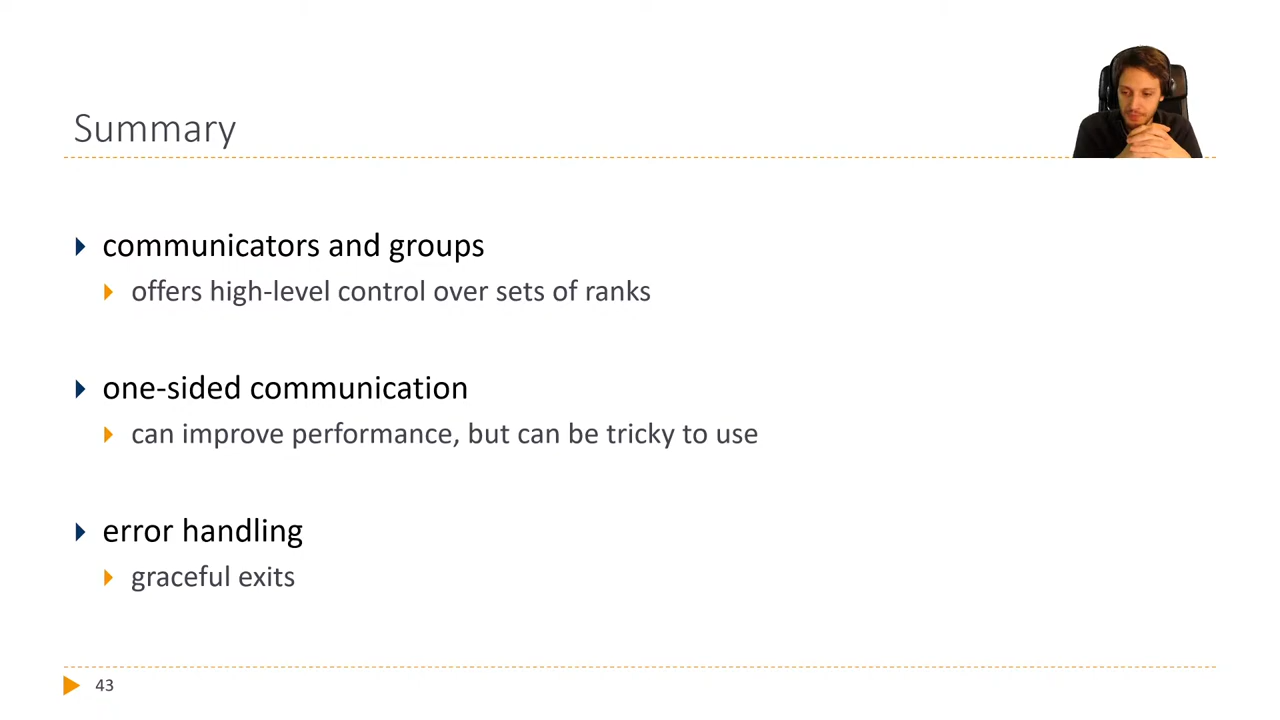 Summary
communicators and groups
offers high-level control over sets of ranks
one-sided communication
can improve performance, but can be tricky to use
error handling
graceful exits
43